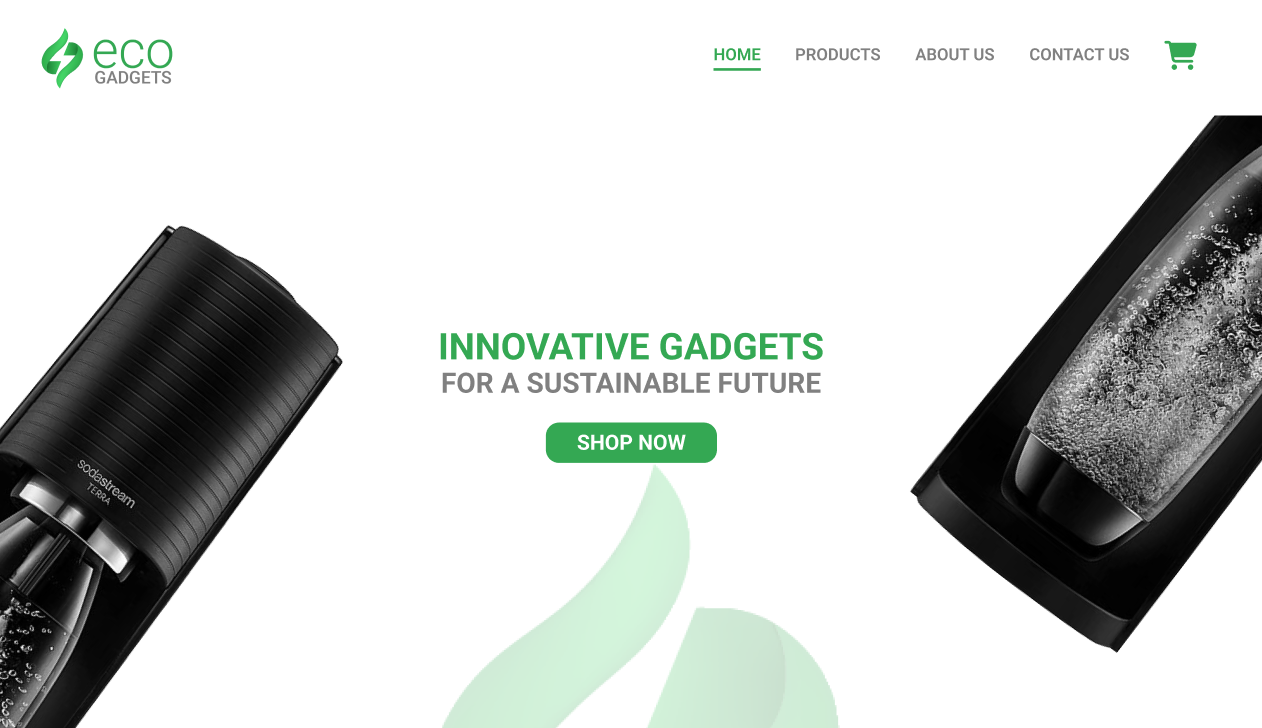 eco
GADGETS
HOME
PRODUCTS
ABOUT US
CONTACT US
INNOVATIVE GADGETS
FOR A SUSTAINABLE FUTURE
SHOP NOW
sodastream
TERRA